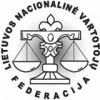 LIETUVOS NACIONALINĖ VARTOTOJŲ
FEDERACIJA